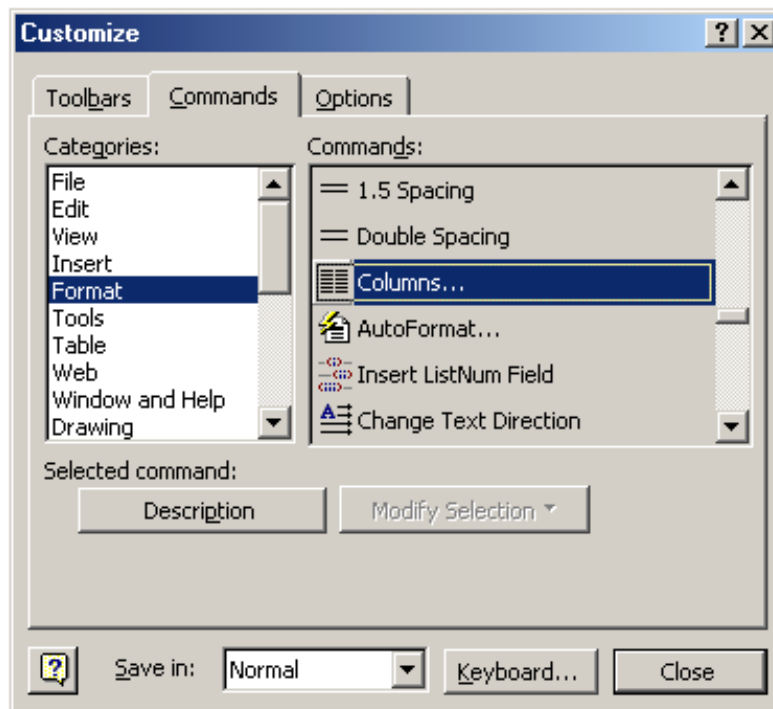 Customize
Toolbars Commands Options
Categories: Commands:
File
Edit
View
Insert
Format
Tools
Table
Web
Window and Help
Drawing
1.5 Spacing
Double Spacing
Columns...
AutoFormat...
Insert ListNum Field
Change Text Direction
Selected command:
Description Modify Selection
Save in: Normal Keyboard... Close